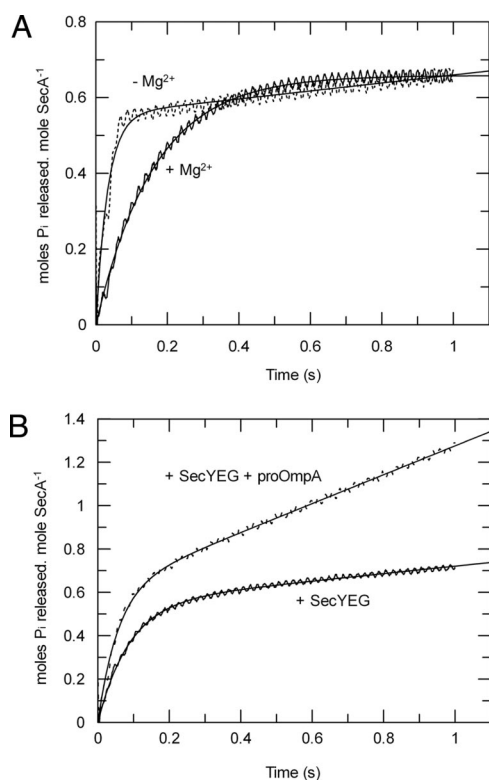 A
0.8
0.6
0.4
0.2
0
moles Pi released. mole SecA-1
- Mg2+
+ Mg2+
0 0.2 0.4 0.6 0.8 1
Time (s)
B
1.4
1.2
1
0.8
0.6
0.4
0.2
0
moles Pi released. mole SecA-1
+ SecYEG + proOmpA
+ SecYEG
0 0.2 0.4 0.6 0.8 1
Time (s)